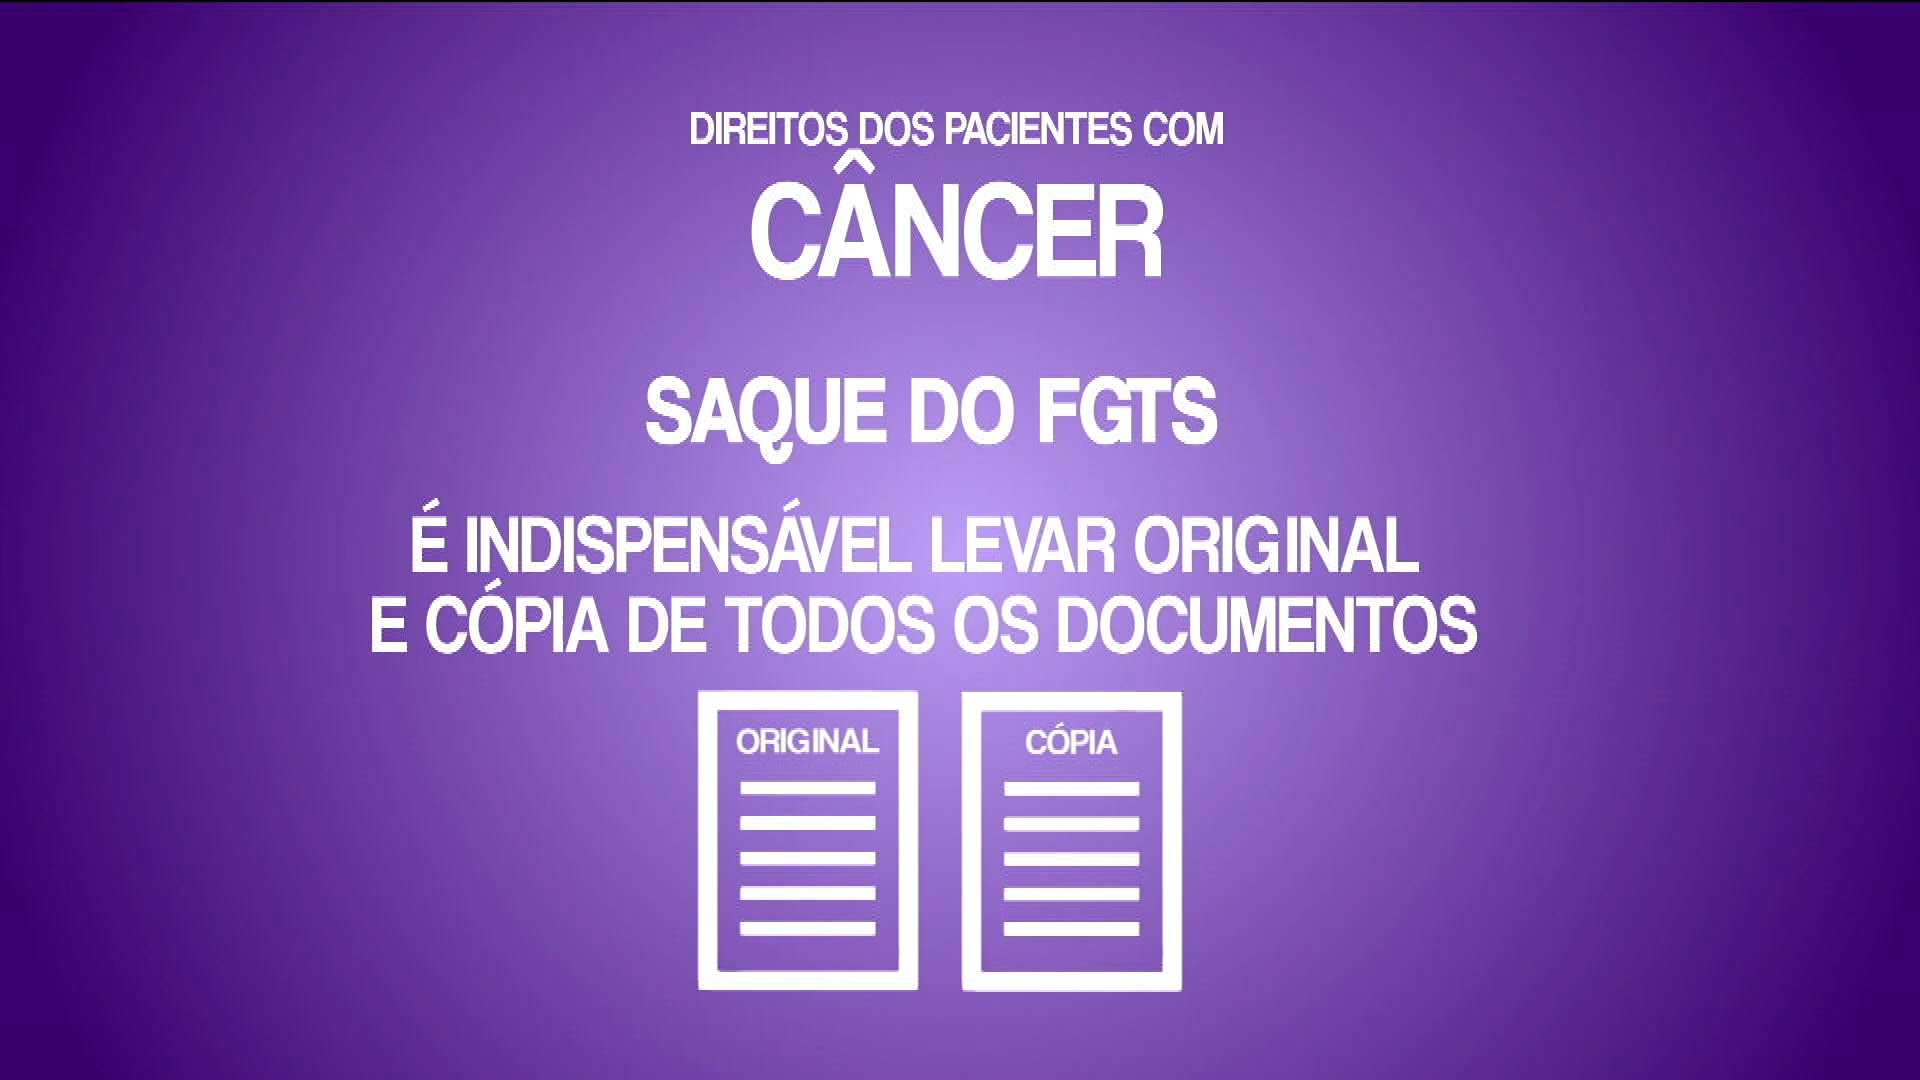 DIREITOS DOS PACIENTES COM
CÂNCER
SAQUE DO FGTS
É INDISPENSÁVEL LEVAR ORIGINAL
E CÓPIA DE TODOS OS DOCUMENTOS
ORIGINAL
CÓPIA